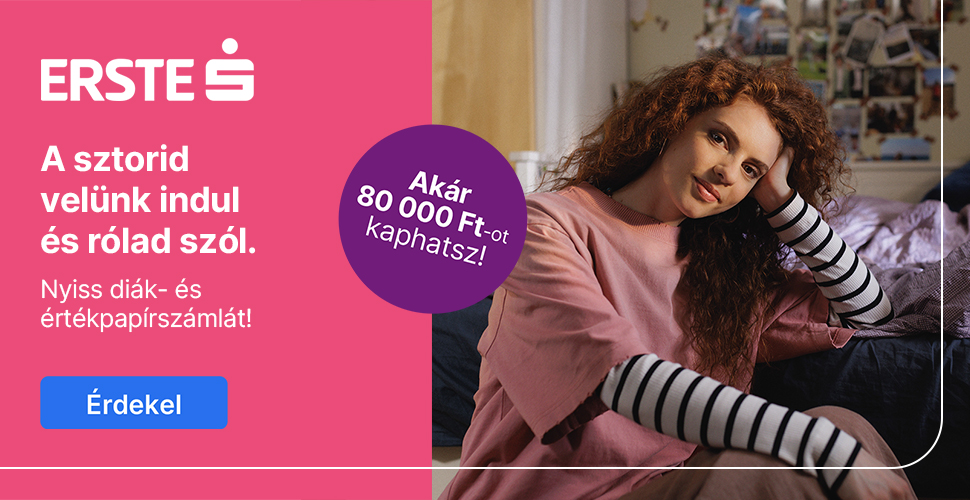 ERSTE
A sztorid
velünk indul
és rólad szól.
Nyiss diák- és
értékpapírszámlát!
Érdekel
Akár
80 000 Ft-ot
kaphatsz!